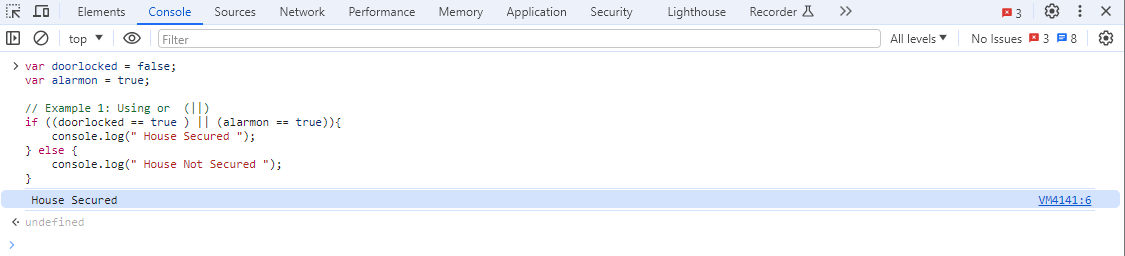 Elements Console Sources Network Performance Memory Application Security Lighthouse Recorder 3
top Filter All levels No Issues 3 8
var doorlocked = false;
var alarmon = true;
// Example 1: Using or  (||)
if ((doorlocked == true ) || (alarmon == true)){
    console.log(" House Secured ");
} else {
    console.log(" House Not Secured ");
}
House Secured VM4141:6
undefined